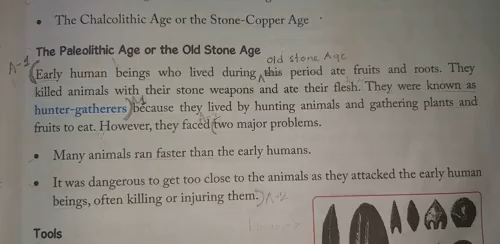 • The Chalcolithic Age or the Stone-Copper Age
The Paleolithic Age or the Old Stone Age
old stone Age
A-1
(Early human beings who lived during ^ this period ate fruits and roots. They
killed animals with their stone weapons and ate their flesh. They were known as
hunter-gatherers) because they lived by hunting animals and gathering plants and
fruits to eat. However, they faced (two major problems.
• Many animals ran faster than the early humans.
• It was dangerous to get too close to the animals as they attacked the early human
beings, often killing or injuring them.) A-2
Tools